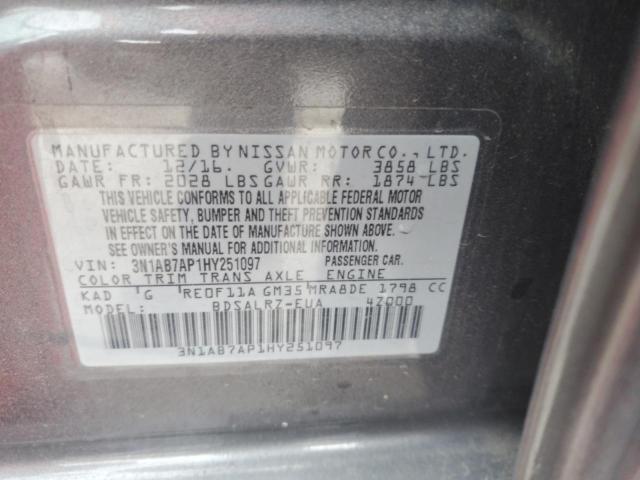 MANUFACTURED BY NISSAN MOTOR CO., LTD.
DATE: 12/16. GVWR: 3858 LBS
GAWR FR: 2028 LBS GAWR RR: 1874 LBS
THIS VEHICLE CONFORMS TO ALL APPLICABLE FEDERAL MOTOR
VEHICLE SAFETY, BUMPER AND THEFT PREVENTION STANDARDS
IN EFFECT ON THE DATE OF MANUFACTURE SHOWN ABOVE.
SEE OWNER'S MANUAL FOR ADDITIONAL INFORMATION
VIN: 3N1AB7AP1HY251097 PASSENGER CAR.
COLOR TRIM TRANS AXLE ENGINE
KAD G RE0F11A GM35 MRA8DE 1798 CC
MODEL: BDSALRZ-EUA 4Z000
3N1AB7AP1HY251097